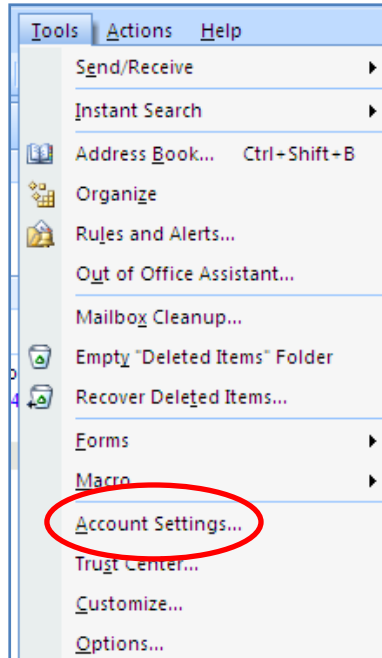 Tools Actions Help
Send/Receive
Instant Search
Address Book... Ctrl+Shift+B
Organize
Rules and Alerts...
Out of Office Assistant...
Mailbox Cleanup...
Empty "Deleted Items" Folder
Recover Deleted Items...
Forms
Macro
Account Settings...
Trust Center...
Customize...
Options...